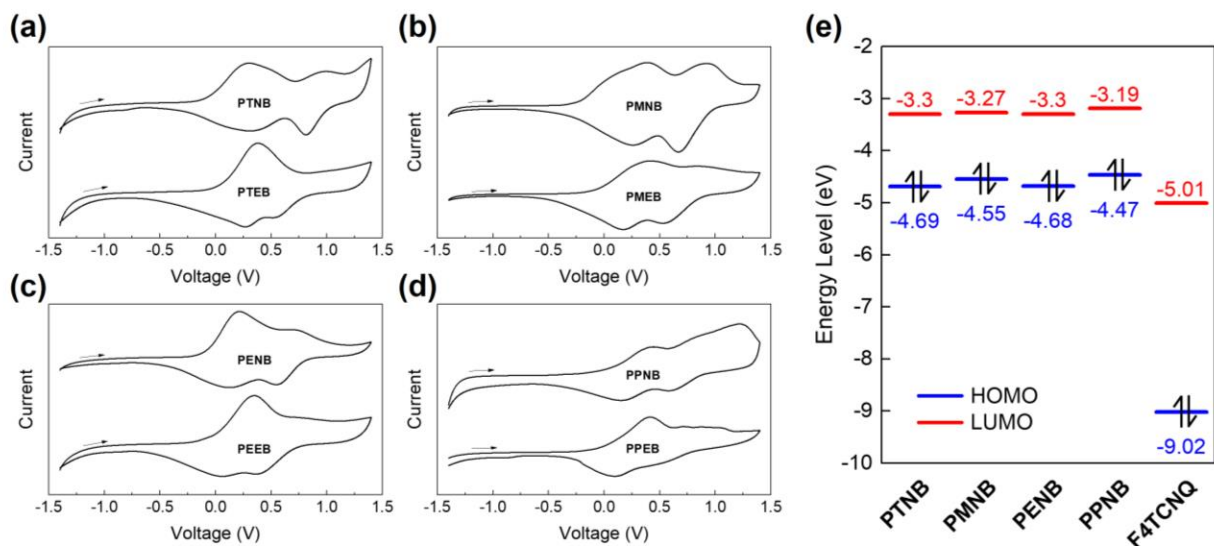 (a)
Current
PTNB
PTEB
-1.5 -1.0 -0.5 0.0 0.5 1.0 1.5
Voltage (V)
(b)
Current
PMNB
PMEB
-1.5 -1.0 -0.5 0.0 0.5 1.0 1.5
Voltage (V)
(c)
Current
PENB
PEEB
-1.5 -1.0 -0.5 0.0 0.5 1.0 1.5
Voltage (V)
(d)
Current
PPNB
PPEB
-1.5 -1.0 -0.5 0.0 0.5 1.0 1.5
Voltage (V)
(e)
Energy Level (eV)
-2
-3
-4
-5
-6
-7
-8
-9
-10
-3.3 -3.27 -3.3 -3.19
-5.01
-4.69 -4.55 -4.68 -4.47
-9.02
HOMO
LUMO
PTNB PMNB PENB PPNB F4TCNQ